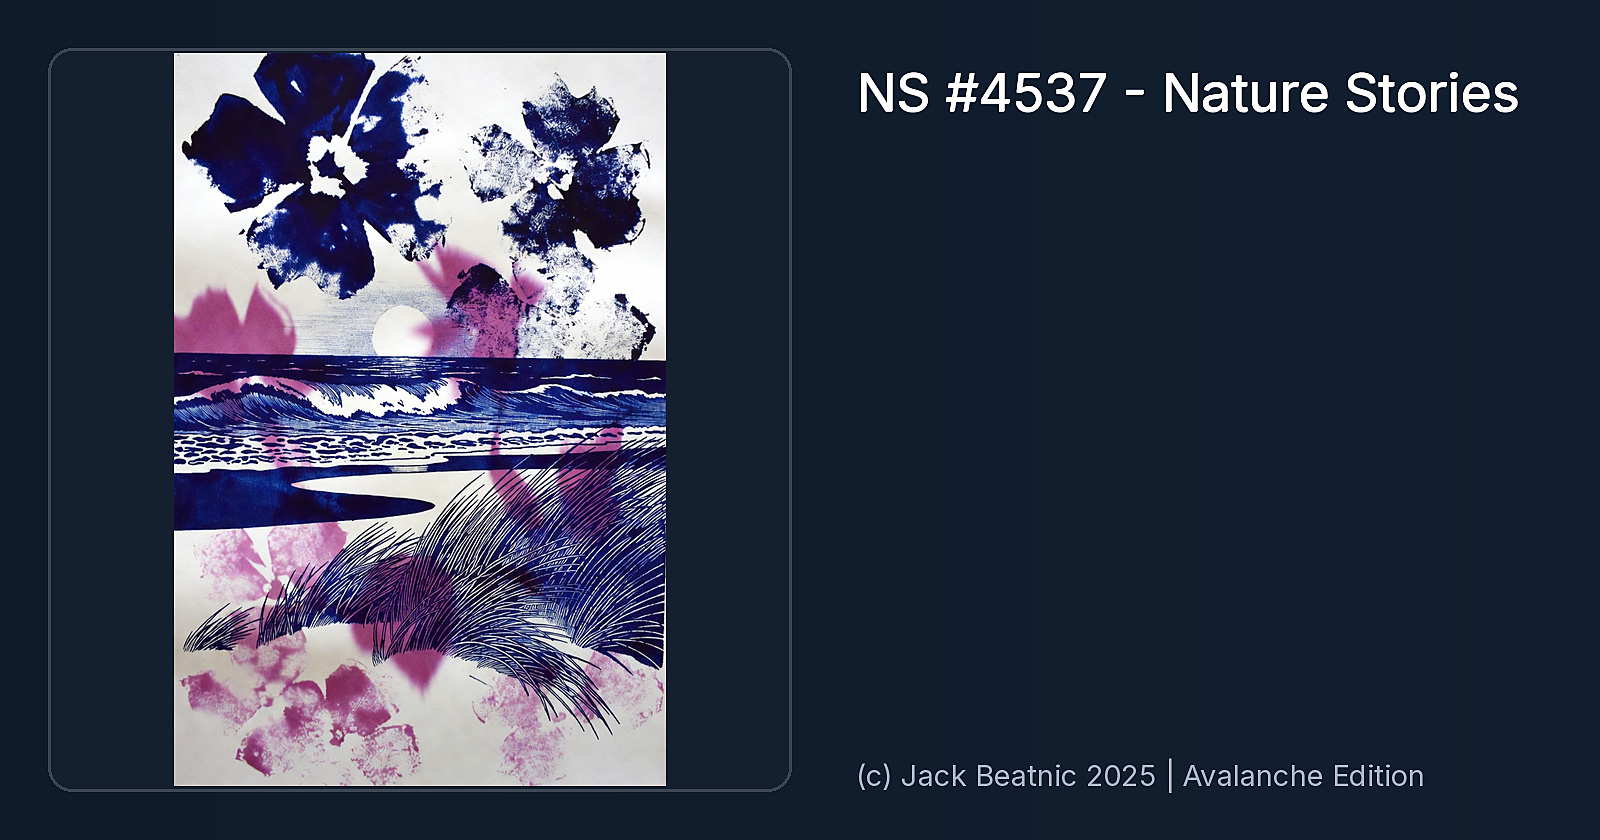 NS #4537 - Nature Stories
(c) Jack Beatnic 2025 | Avalanche Edition